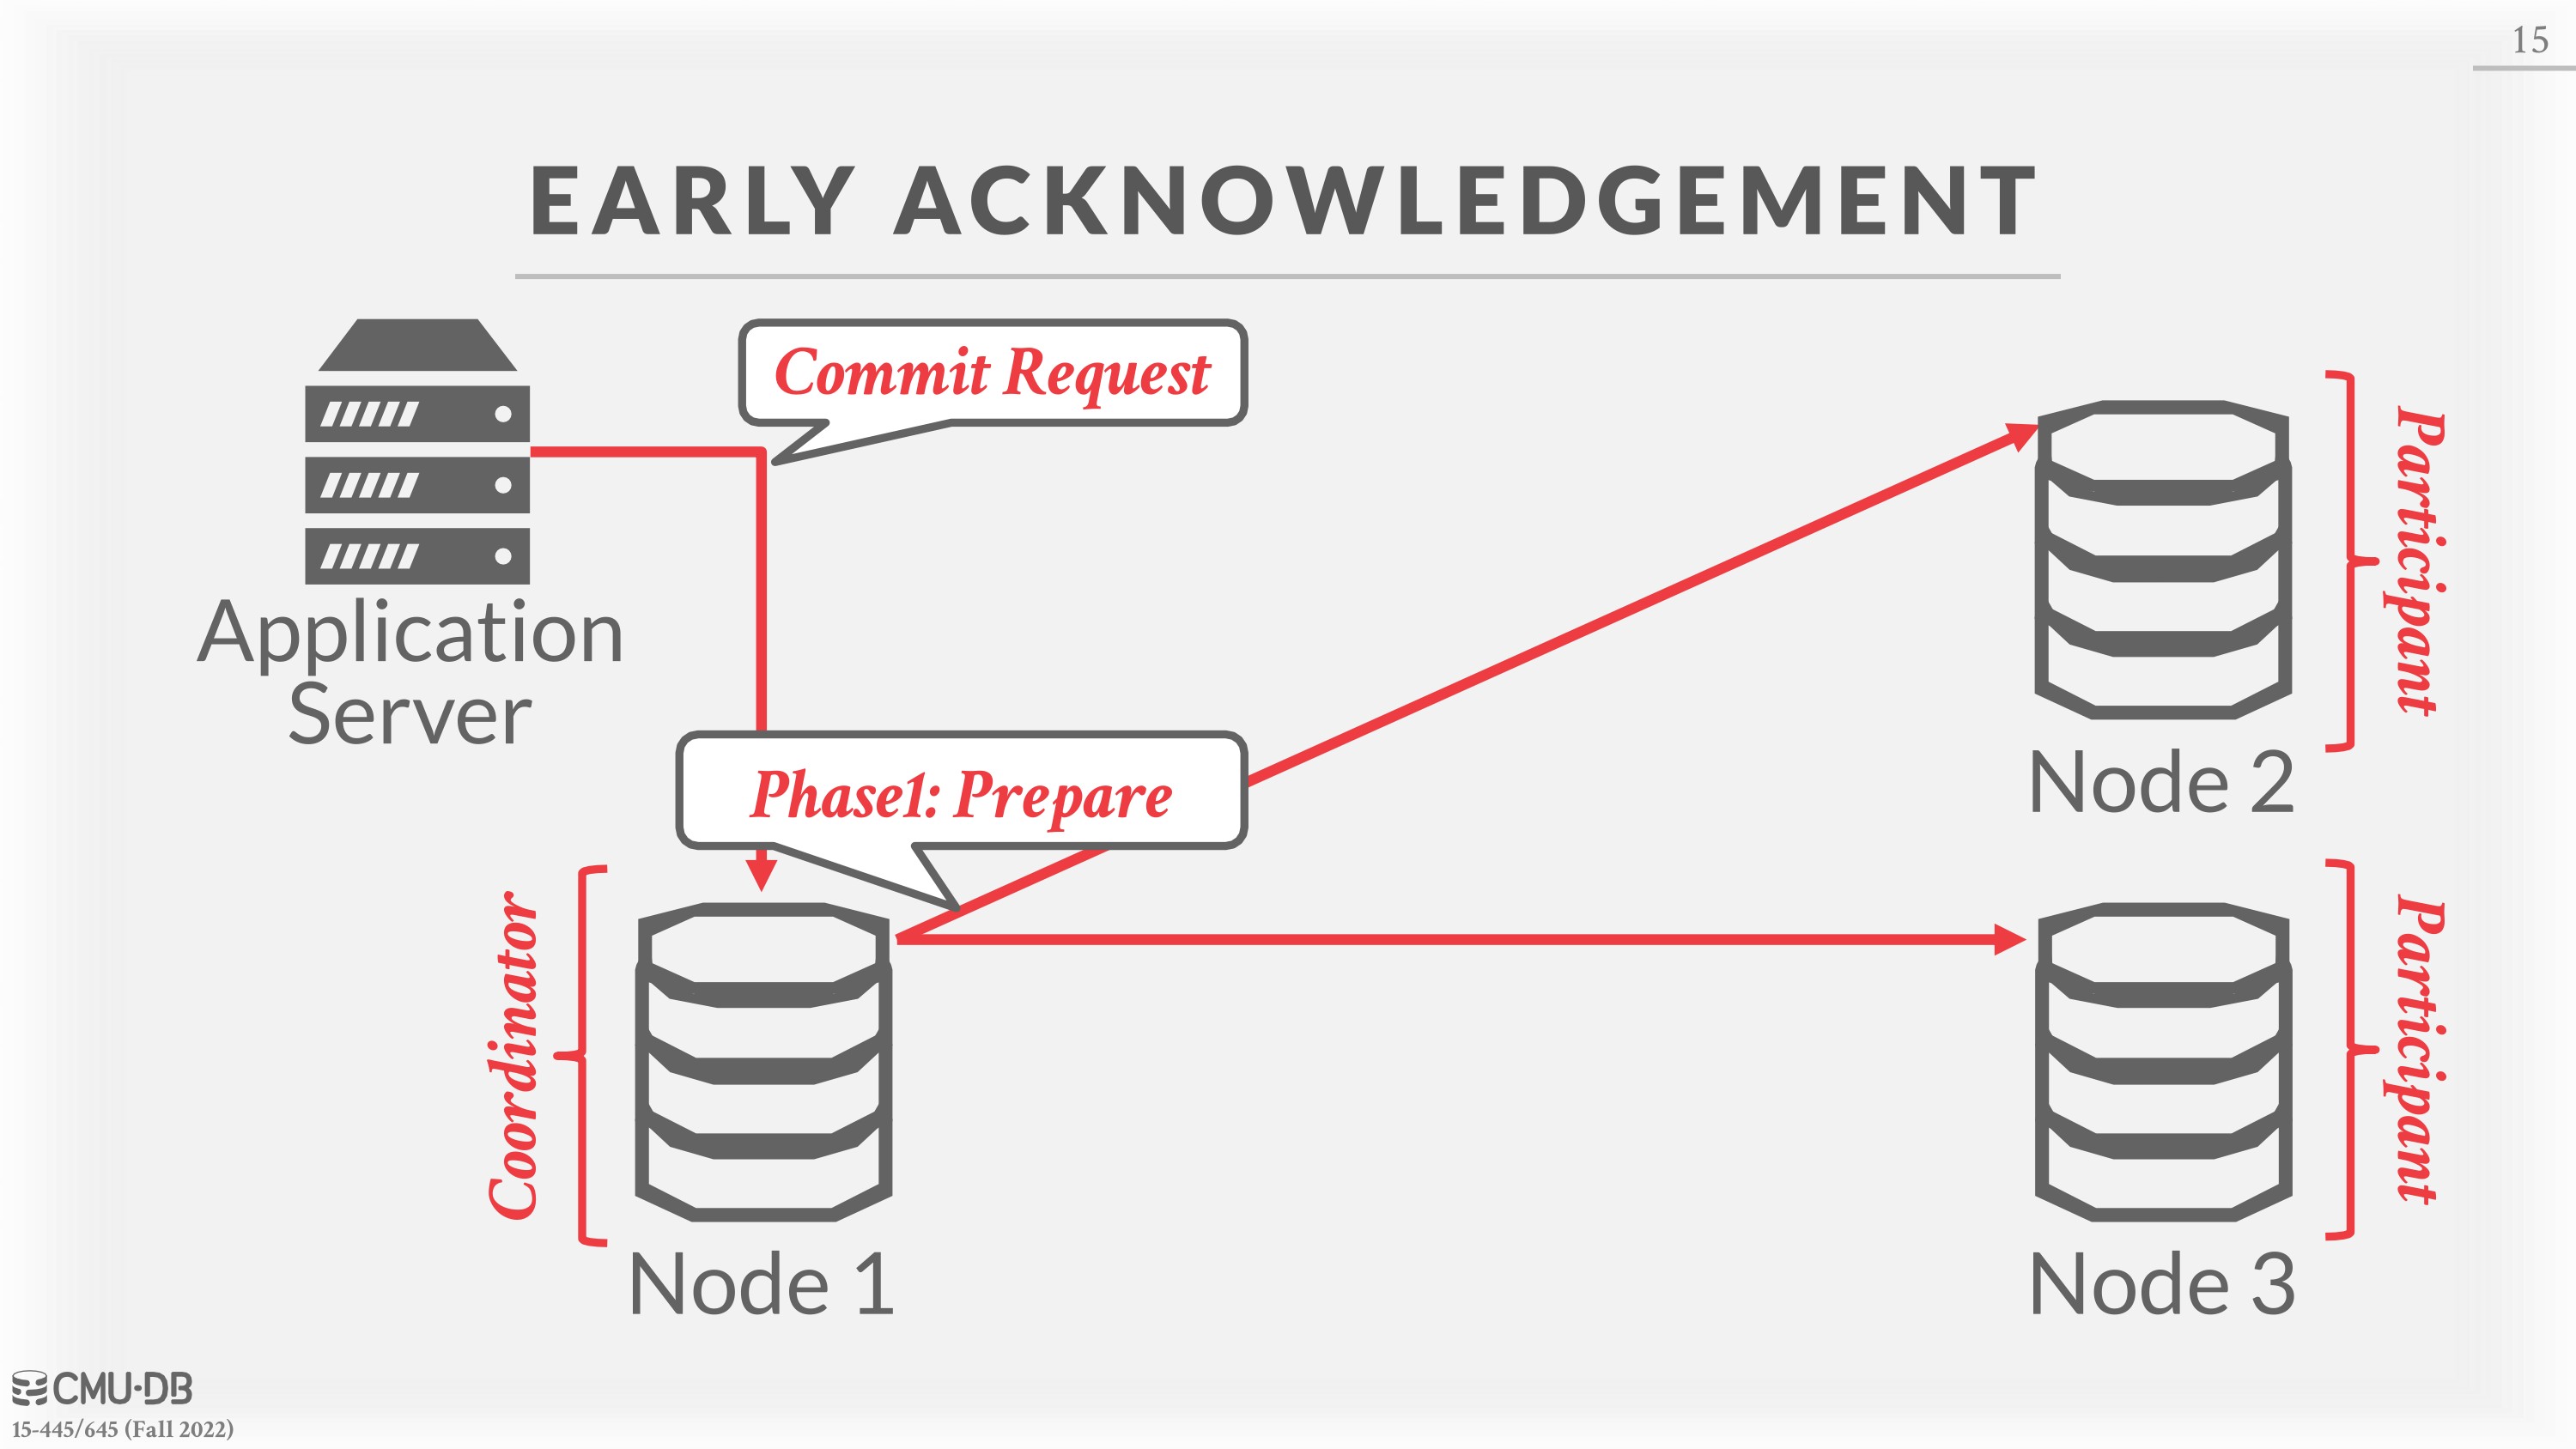 15
EARLY ACKNOWLEDGEMENT
Commit Request
Application
Server
Participant
Node 2
Phase1: Prepare
Coordinator
Participant
Node 1
Node 3
CMU·DB
15-445/645 (Fall 2022)